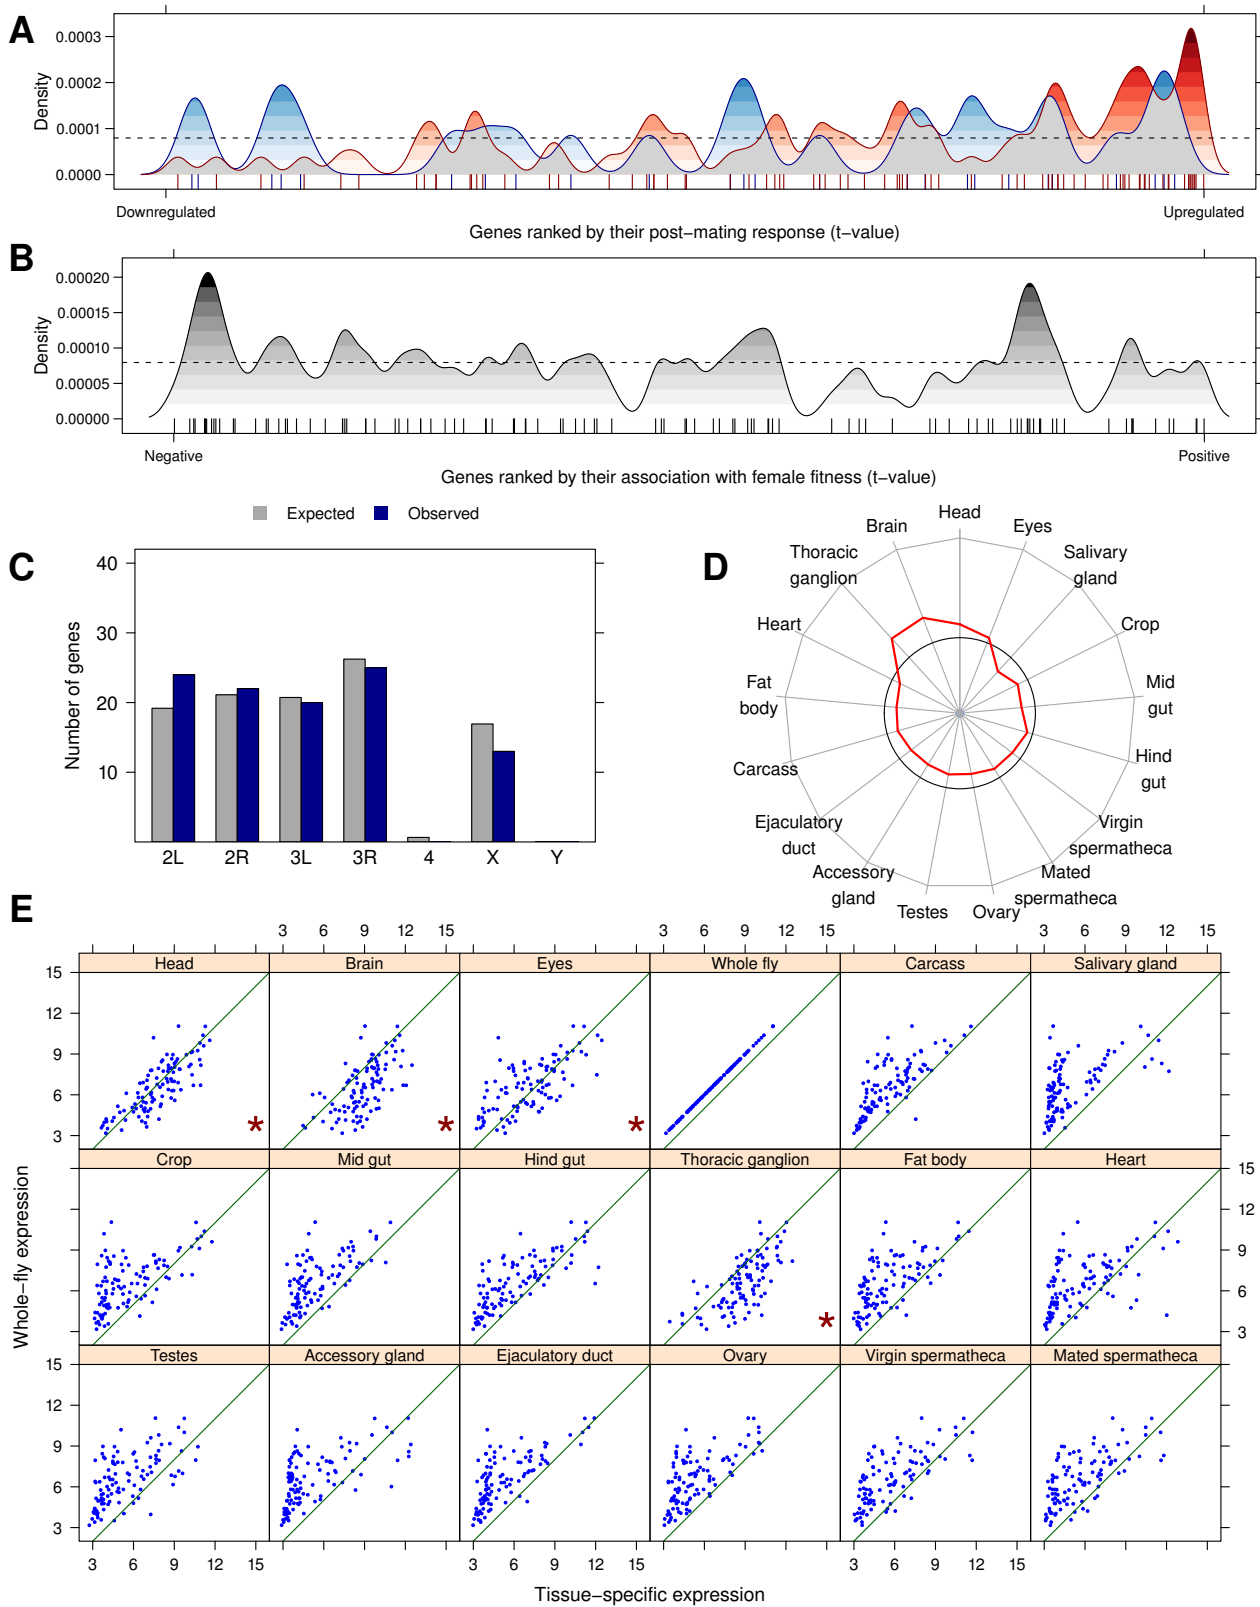 A
Density
0.0003
0.0002
0.0001
0.0000
Downregulated
Upregulated
Genes ranked by their post−mating response (t−value)
B
Density
0.00020
0.00015
0.00010
0.00005
0.00000
Negative
Positive
Genes ranked by their association with female fitness (t−value)
Expected
Observed
C
Number of genes
40
30
20
10
2L 2R 3L 3R 4 X Y
D
Head
Eyes
Salivary
gland
Crop
Mid
gut
Hind
gut
Virgin
spermatheca
Mated
spermatheca
Ovary
Testes
Accessory
gland
Ejaculatory
duct
Carcass
Fat
body
Heart
Thoracic
ganglion
Brain
E
3 6 9 12 15 3 6 9 12 15 3 6 9 12 15
Head Brain Eyes Whole fly Carcass Salivary gland
15
12
9
6
3
* * *
Crop Mid gut Hind gut Thoracic ganglion Fat body Heart
15
12
9
6
3
*
Testes Accessory gland Ejaculatory duct Ovary Virgin spermatheca Mated spermatheca
15
12
9
6
3
3 6 9 12 15 3 6 9 12 15 3 6 9 12 15
Whole−fly expression
Tissue−specific expression